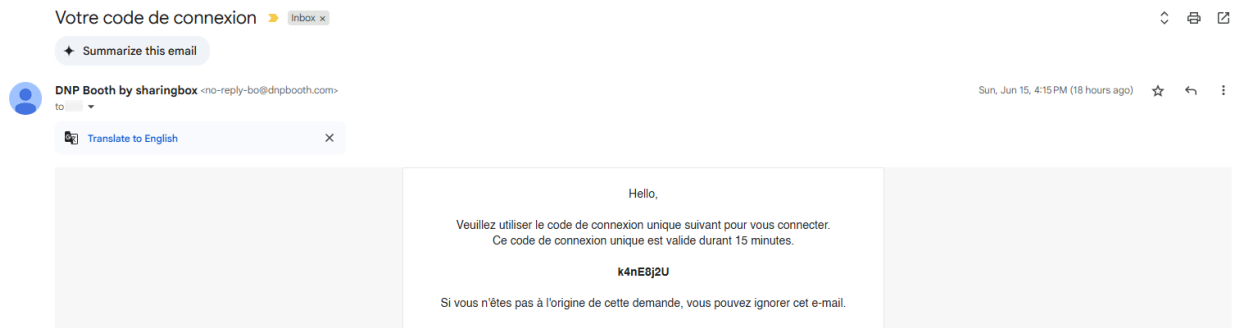 Votre code de connexion Inbox ×
Summarize this email
DNP Booth by sharingbox <no-reply-bo@dnpbooth.com> Sun, Jun 15, 4:15 PM (18 hours ago)
to
Translate to English
Hello,
Veuillez utiliser le code de connexion unique suivant pour vous connecter.
Ce code de connexion unique est valide durant 15 minutes.
k4nE8j2U
Si vous n'êtes pas à l'origine de cette demande, vous pouvez ignorer cet e-mail.